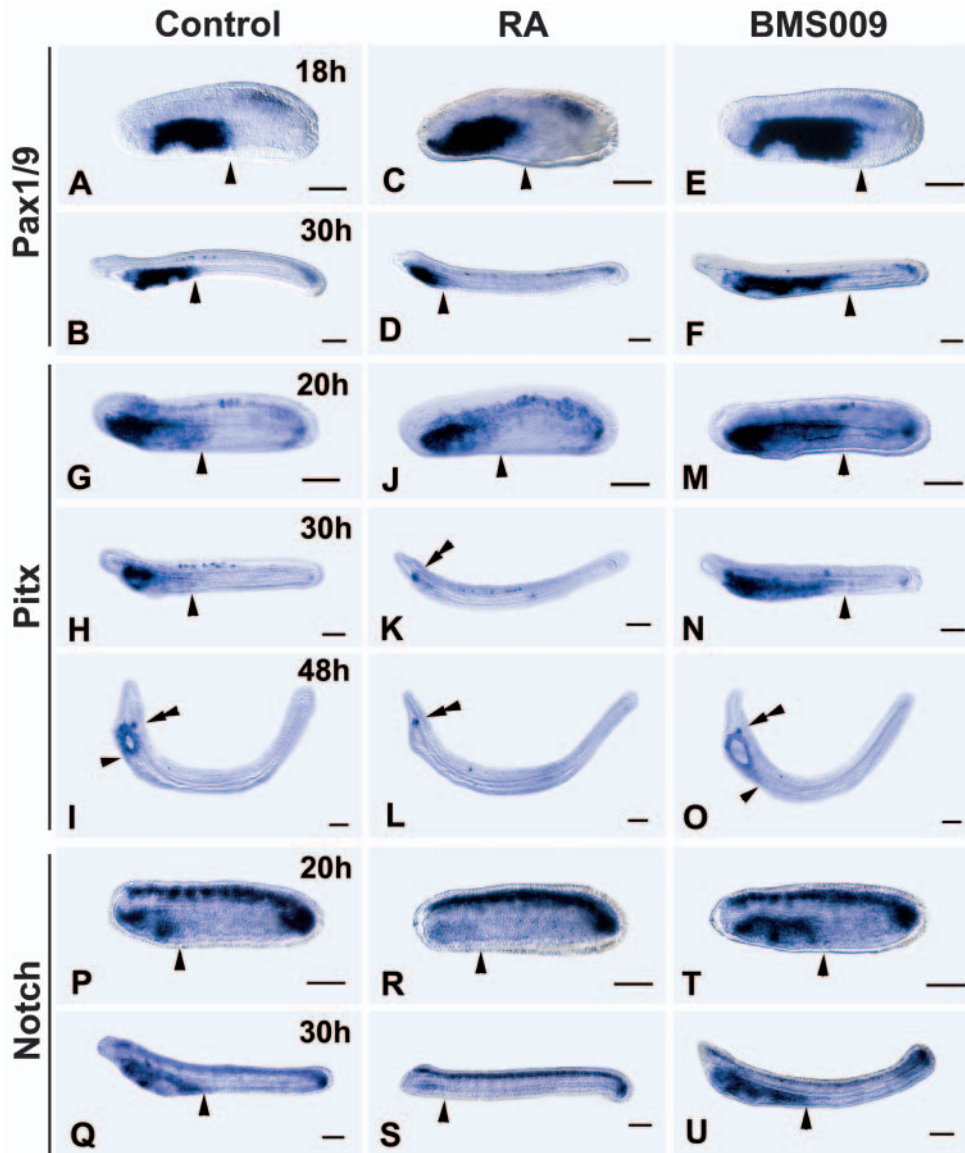 Control RA BMS009
Pax1/9
18h
A C E
30h
B D F
Pitx
20h
G J M
30h
H K N
48h
I L O
Notch
20h
P R T
30h
Q S U